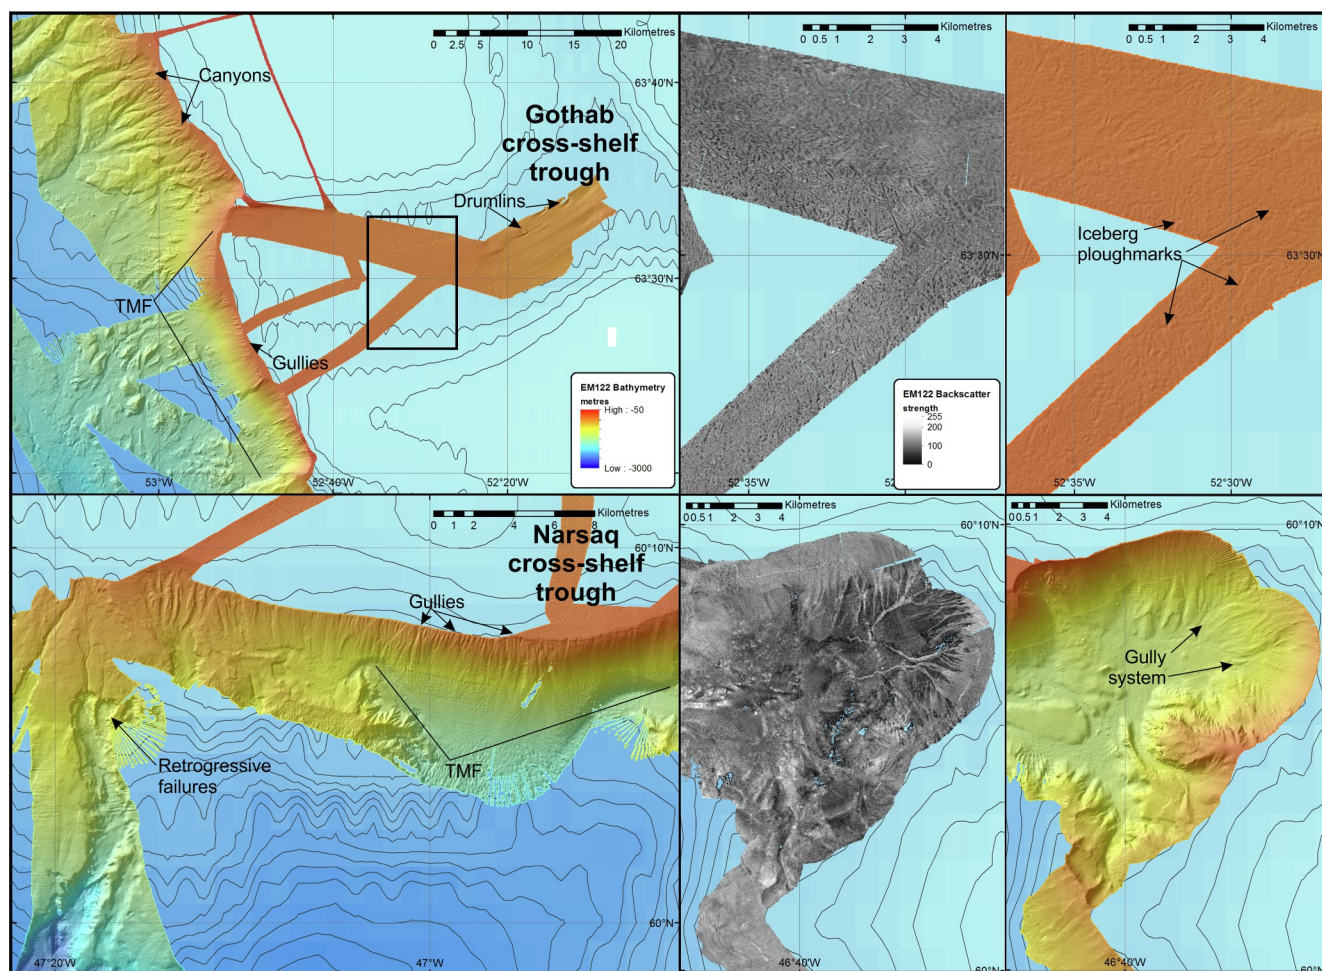 Kilometres
0 2.5 5 10 15 20
Canyons
63°40'N
Gothab
cross-shelf
trough
Drumlins
63°30'N
TMF
Gullies
EM122 Bathymetry
metres
High : -50
Low : -3000
53°W
52°40'W
52°20'W
Kilometres
0 0.5 1 2 3 4
63°30'N
EM122 Backscatter
strength
255
200
100
0
52°35'W
52°30'W
Kilometres
0 0.5 1 2 3 4
Iceberg
ploughmarks
63°30'N
52°35'W
52°30'W
Kilometres
0 1 2 4 6 8
Narsaq
cross-shelf
trough
60°10'N
Gullies
Retrogressive
failures
TMF
60°N
47°20'W
47°W
Kilometres
0 0.5 1 2 3 4
60°10'N
60°N
46°40'W
Kilometres
0 0.5 1 2 3 4
60°10'N
Gully
system
46°40'W
60°N